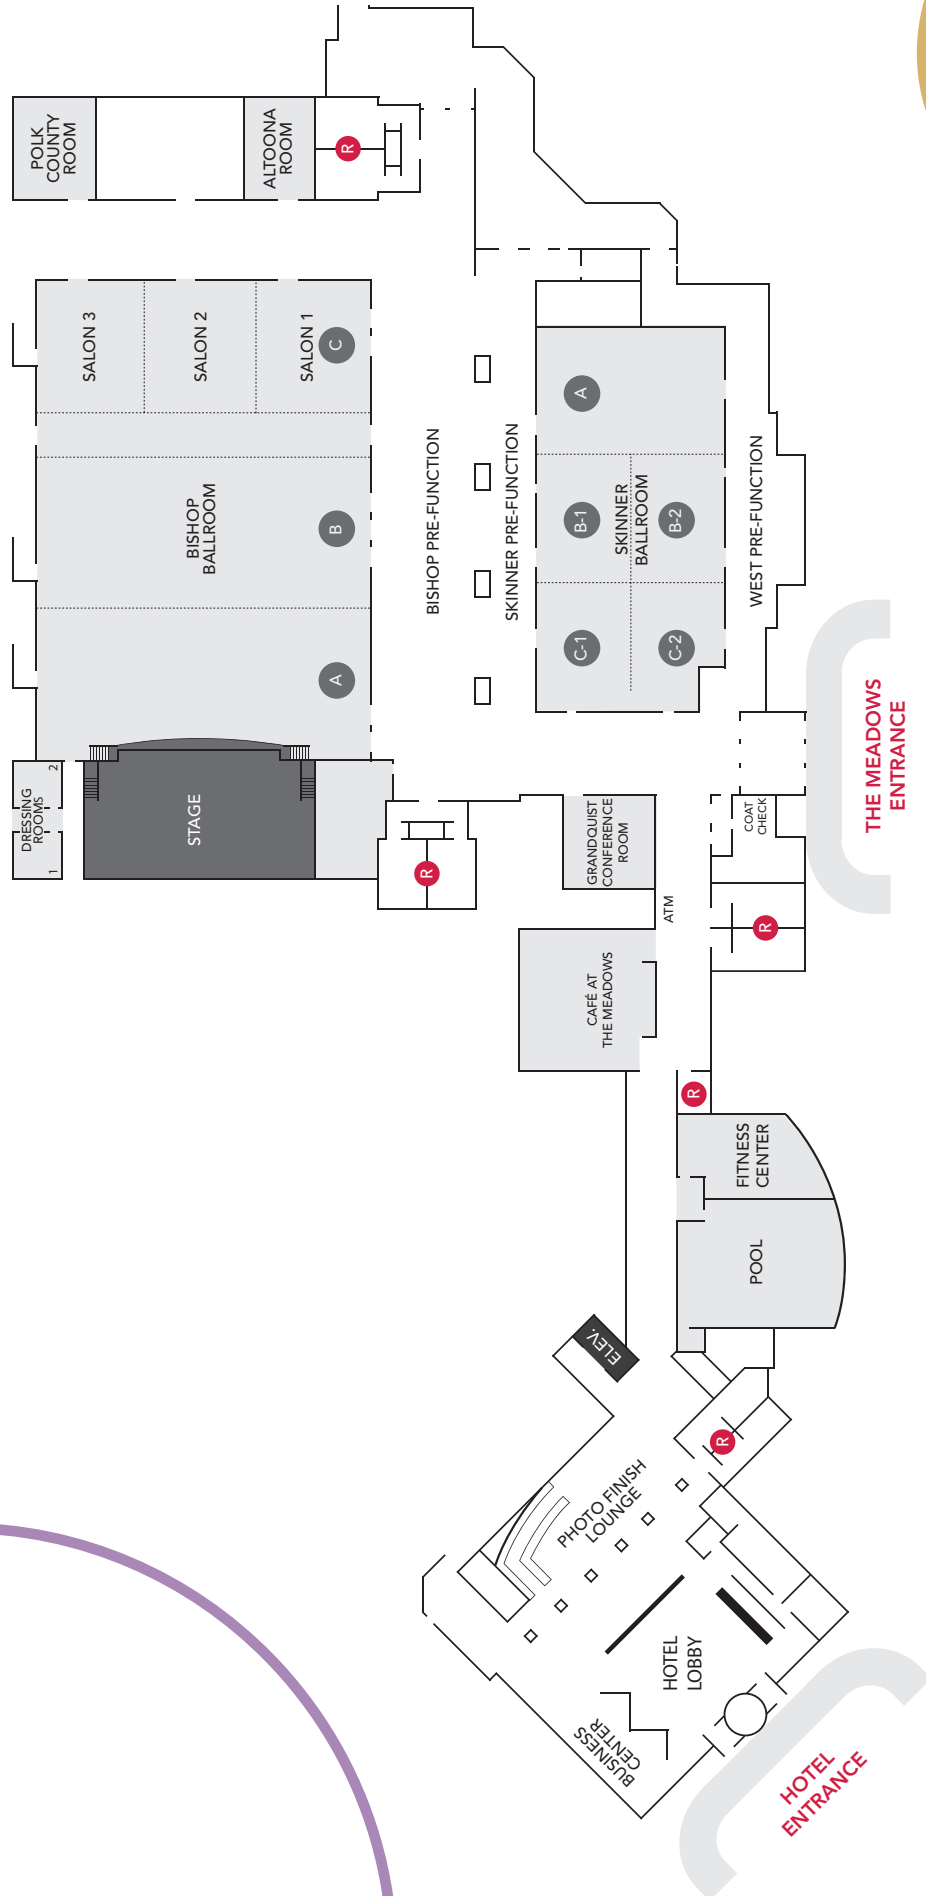 POLK
COUNTY
ROOM
ALTOONA
ROOM
R
SALON 3
SALON 2
SALON 1
C
BISHOP
BALLROOM
B
A
BISHOP PRE-FUNCTION
SKINNER PRE-FUNCTION
A
B-1
SKINNER
BALLROOM
B-2
C-1
C-2
WEST PRE-FUNCTION
THE MEADOWS
ENTRANCE
DRESSING
ROOMS
2
1
STAGE
R
GRANDQUIST
CONFERENCE
ROOM
COAT
CHECK
ATM
R
CAFÉ AT
THE MEADOWS
R
FITNESS
CENTER
POOL
ELEV.
R
PHOTO FINISH
LOUNGE
HOTEL
LOBBY
BUSINESS
CENTER
HOTEL
ENTRANCE